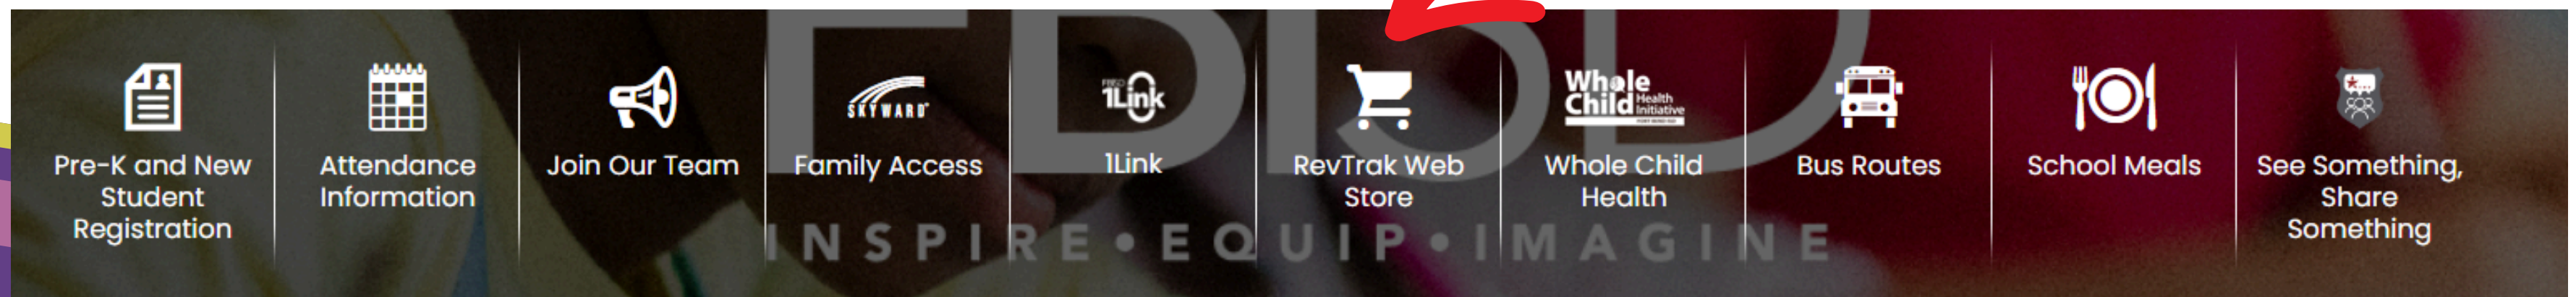 FBISD
SKYWARD
1Link
Whole
Child Health
Initiative
Pre-K and New
Student
Registration
Attendance
Information
Join Our Team
Family Access
1Link
RevTrak Web
Store
Whole Child
Health
Bus Routes
School Meals
See Something,
Share
Something
INSPIRE•EQUIP•IMAGINE